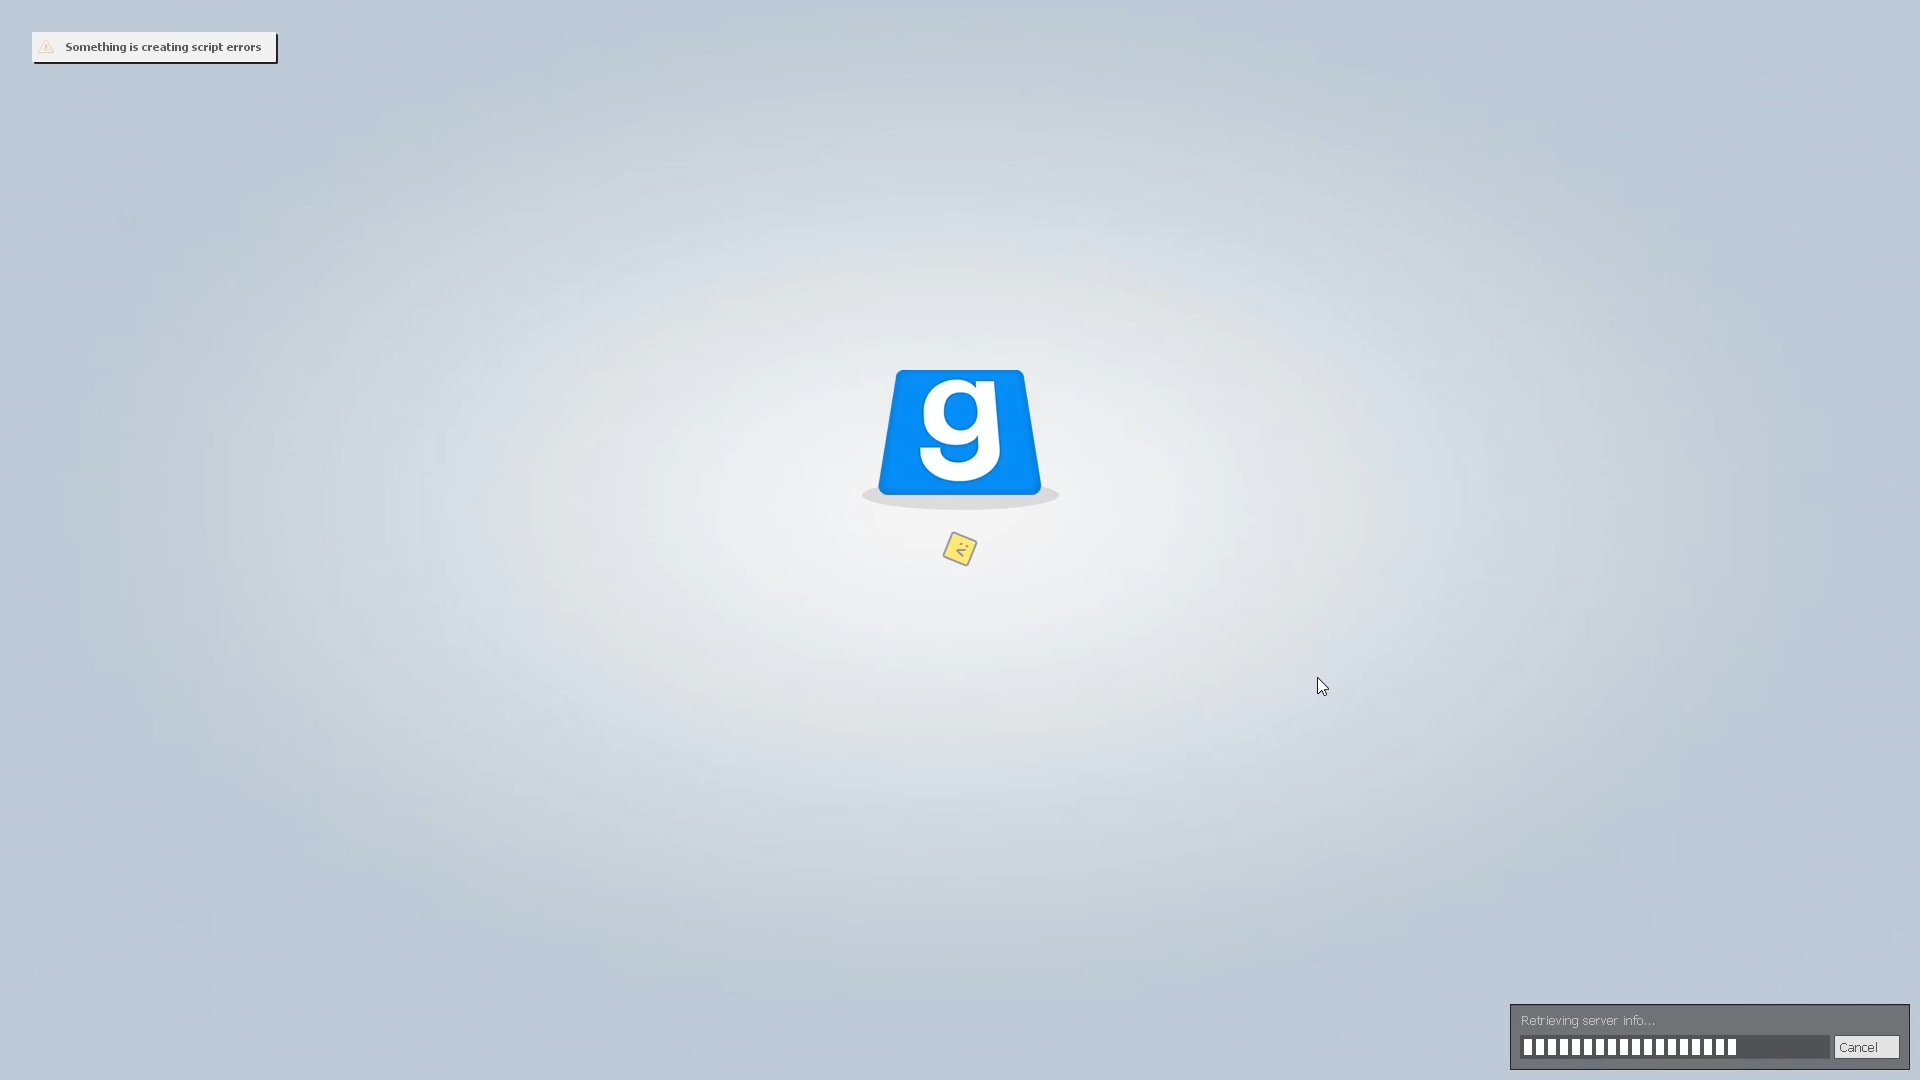 Something is creating script errors
g
Retrieving server info...
Cancel